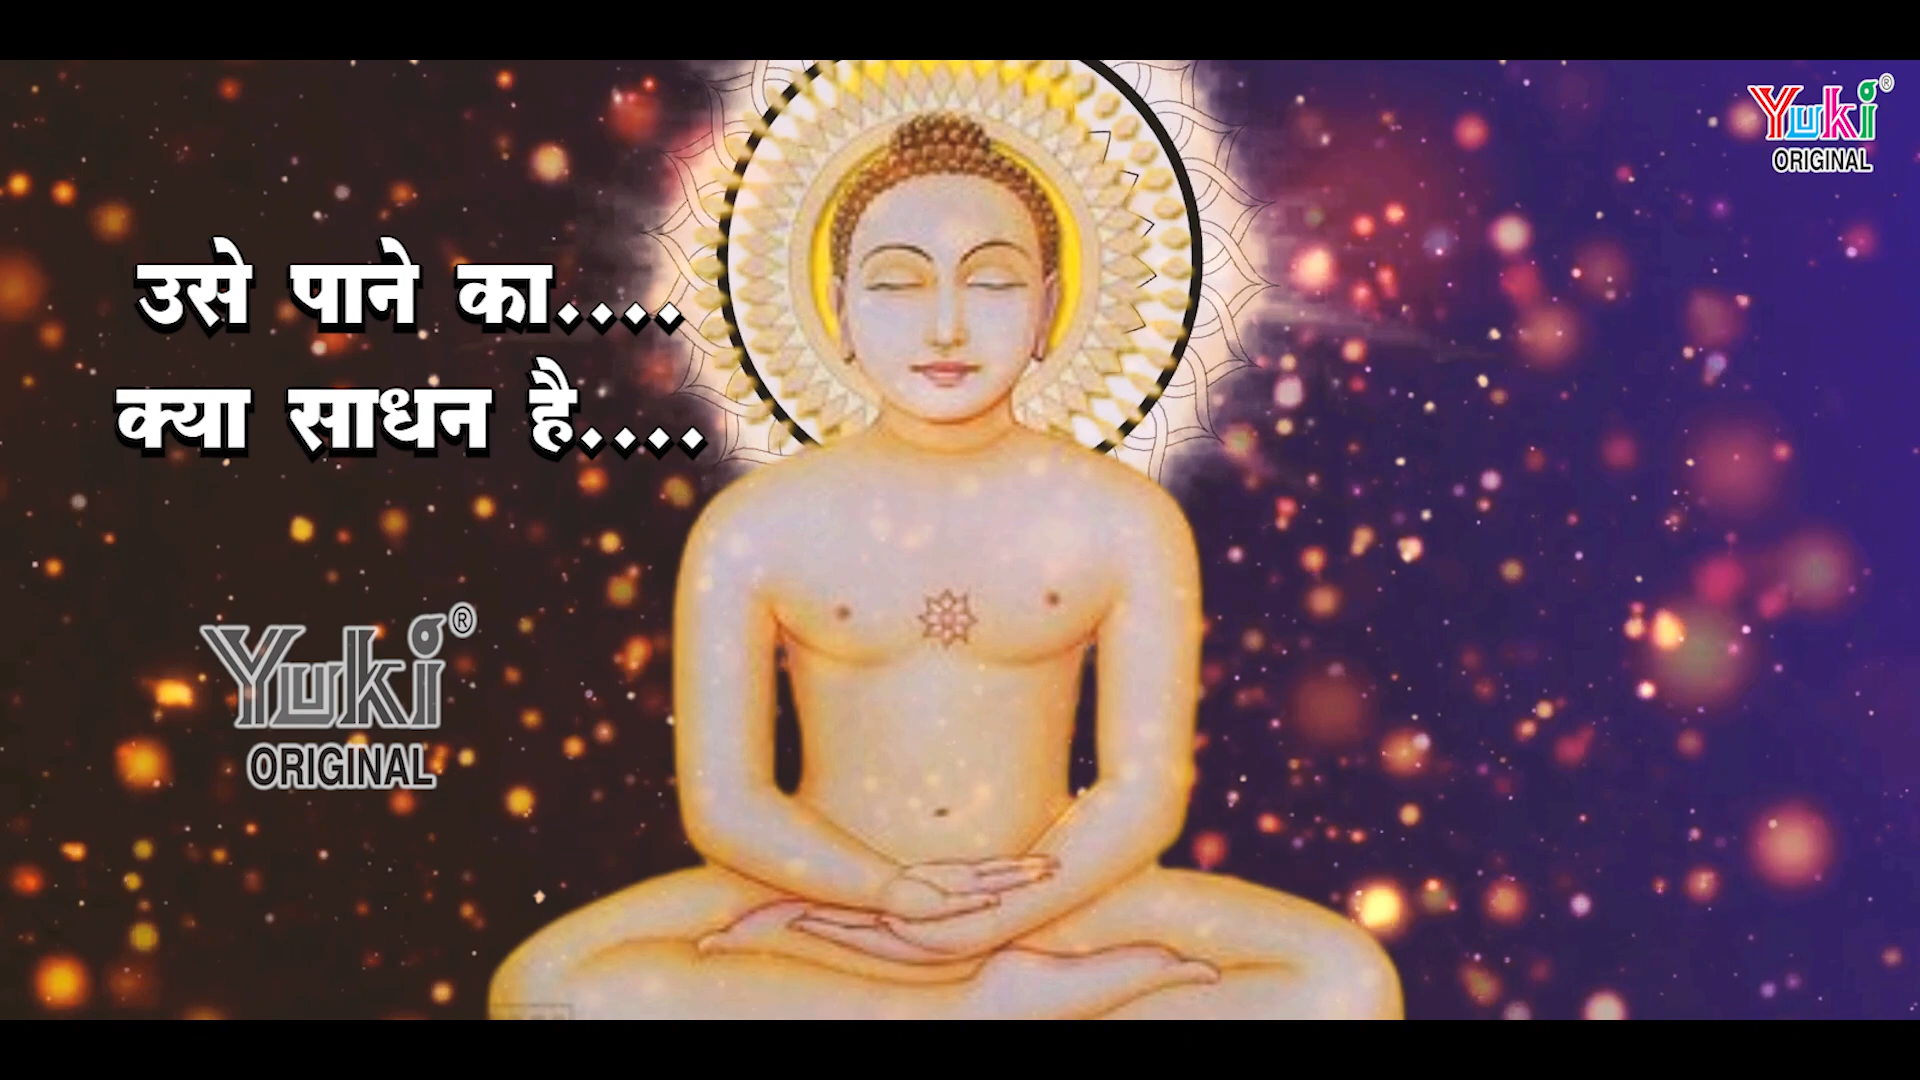 Yuki®
ORIGINAL
उसे पाने का....
क्या साधन है....
Yuki®
ORIGINAL